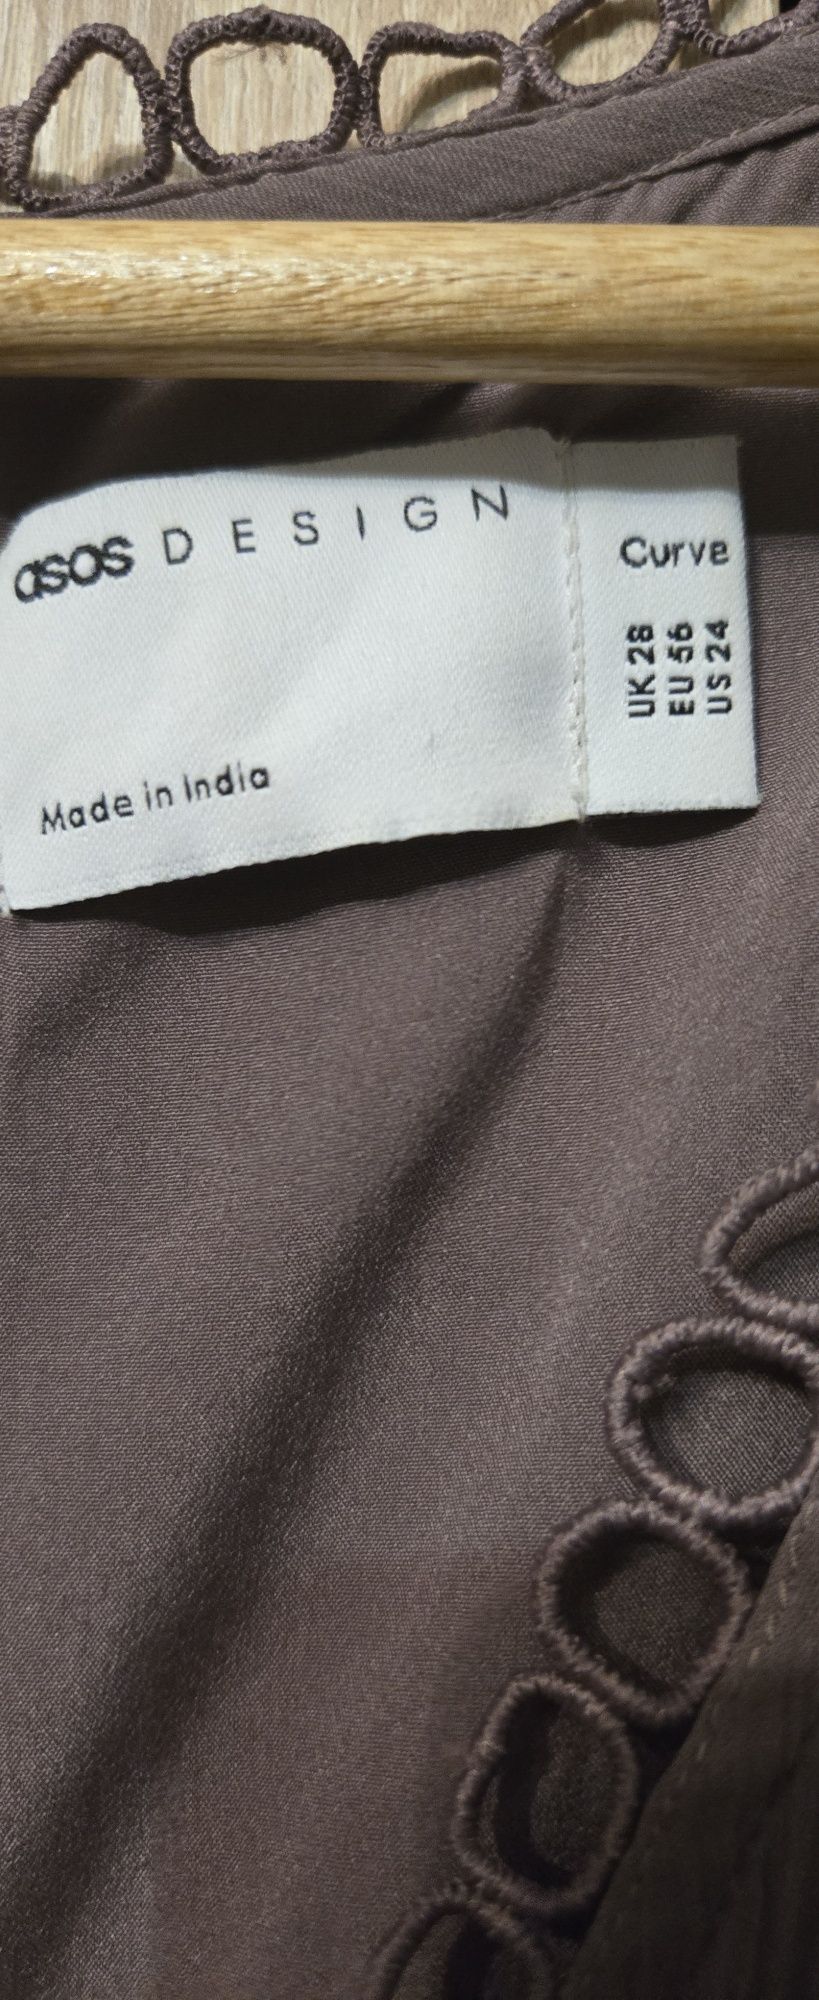 asos DESIGN
Made in India
Curve
UK 28
EU 56
US 24